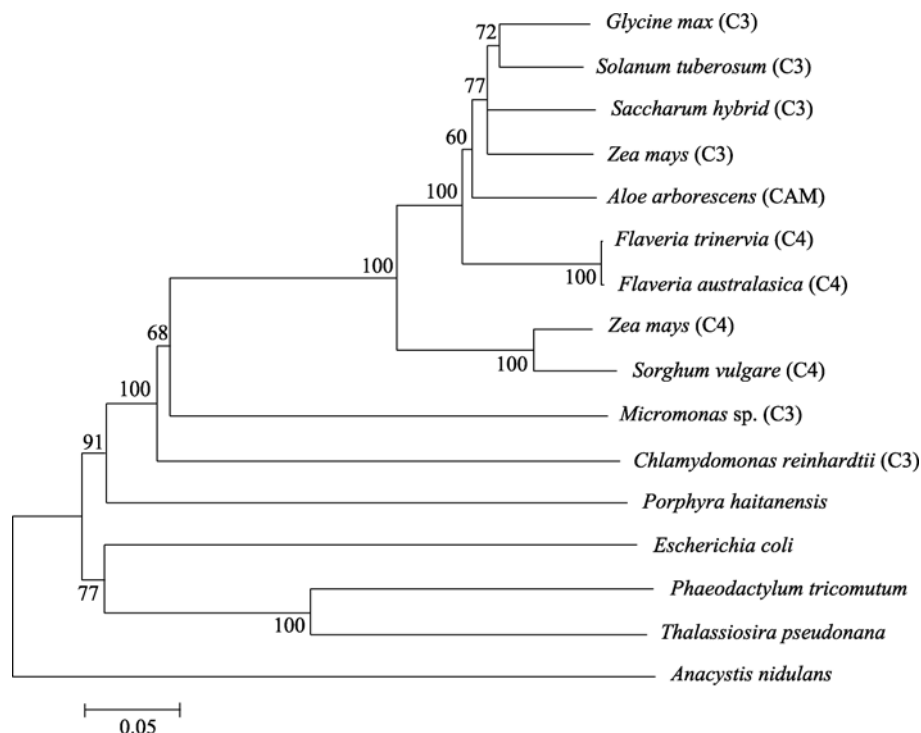 72
Glycine max (C3)
Solanum tuberosum (C3)
77
Saccharum hybrid (C3)
60
Zea mays (C3)
100
Aloe arborescens (CAM)
Flaveria trinervia (C4)
100
100
Flaveria australasica (C4)
Zea mays (C4)
68
100
Sorghum vulgare (C4)
100
Micromonas sp. (C3)
91
Chlamydomonas reinhardtii (C3)
Porphyra haitanensis
Escherichia coli
77
Phaeodactylum tricomutum
100
Thalassiosira pseudonana
Anacystis nidulans
0.05